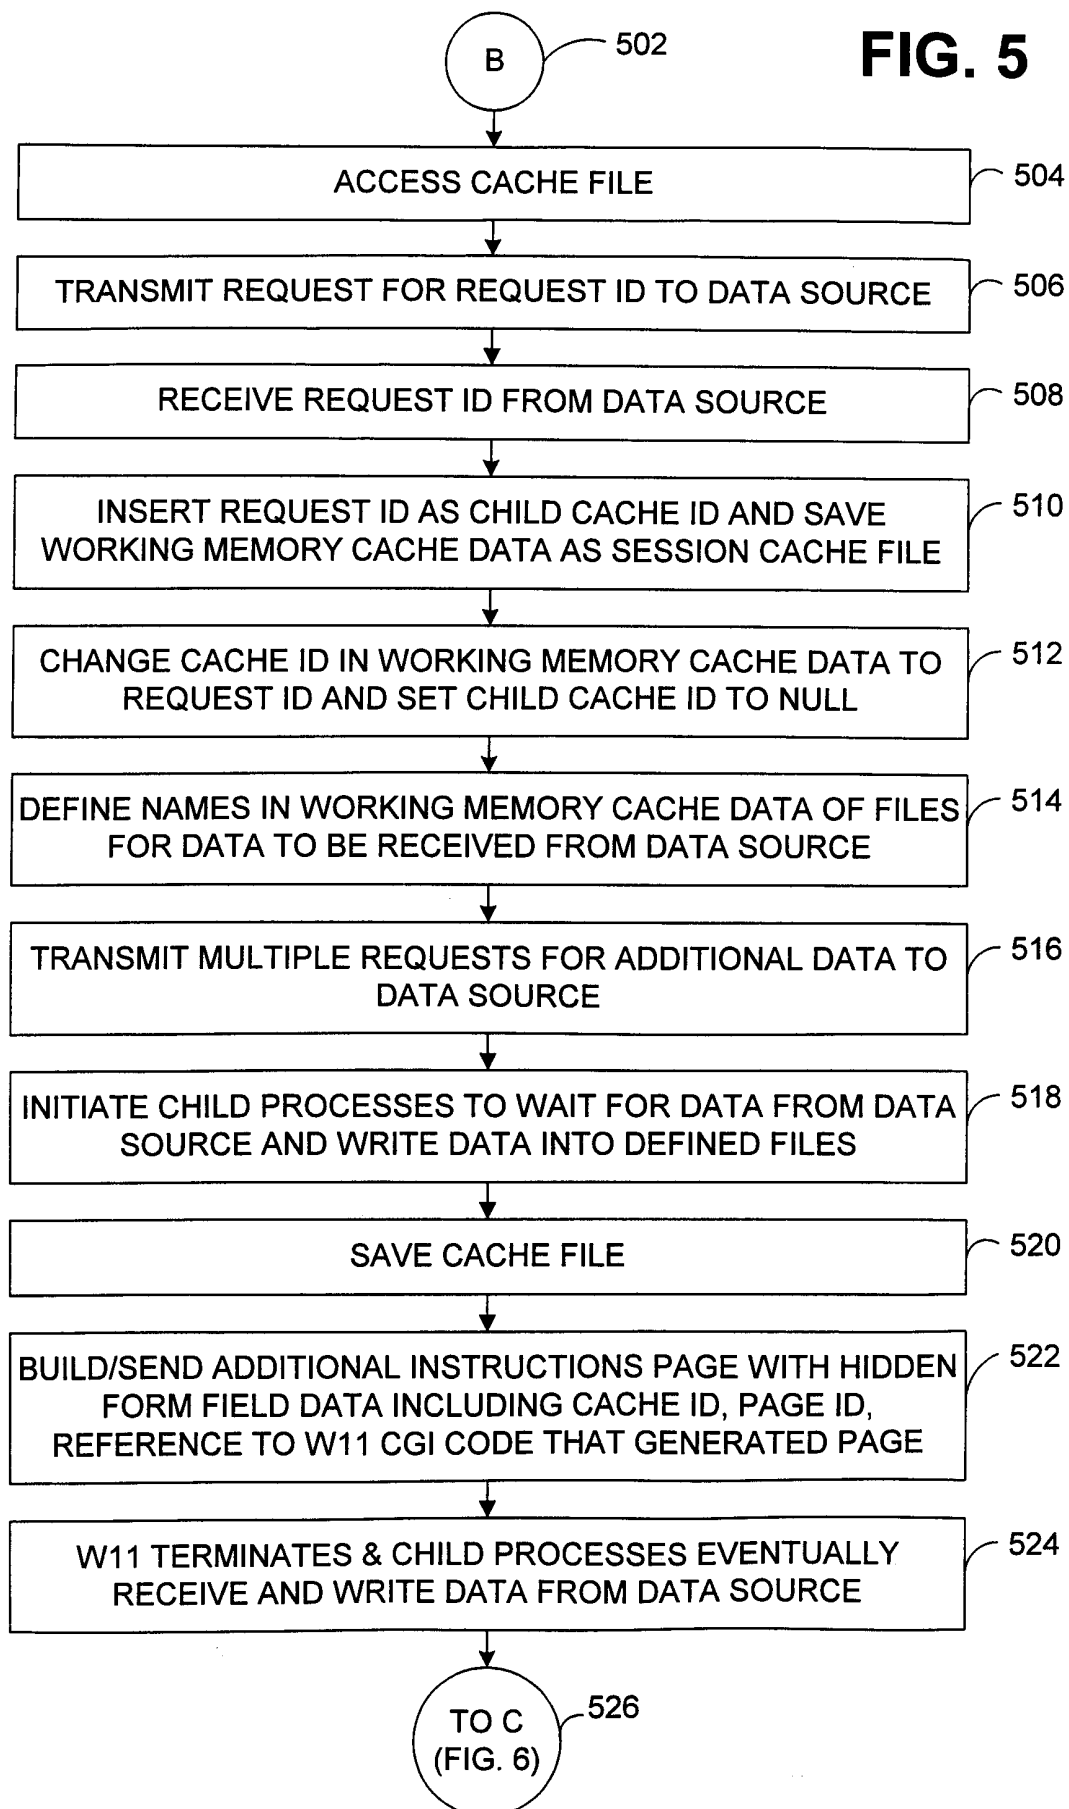 FIG. 5
B
502
ACCESS CACHE FILE
504
TRANSMIT REQUEST FOR REQUEST ID TO DATA SOURCE
506
RECEIVE REQUEST ID FROM DATA SOURCE
508
INSERT REQUEST ID AS CHILD CACHE ID AND SAVE
WORKING MEMORY CACHE DATA AS SESSION CACHE FILE
510
CHANGE CACHE ID IN WORKING MEMORY CACHE DATA TO
REQUEST ID AND SET CHILD CACHE ID TO NULL
512
DEFINE NAMES IN WORKING MEMORY CACHE DATA OF FILES
FOR DATA TO BE RECEIVED FROM DATA SOURCE
514
TRANSMIT MULTIPLE REQUESTS FOR ADDITIONAL DATA TO
DATA SOURCE
516
INITIATE CHILD PROCESSES TO WAIT FOR DATA FROM DATA
SOURCE AND WRITE DATA INTO DEFINED FILES
518
SAVE CACHE FILE
520
BUILD/SEND ADDITIONAL INSTRUCTIONS PAGE WITH HIDDEN
FORM FIELD DATA INCLUDING CACHE ID, PAGE ID,
REFERENCE TO W11 CGI CODE THAT GENERATED PAGE
522
W11 TERMINATES & CHILD PROCESSES EVENTUALLY
RECEIVE AND WRITE DATA FROM DATA SOURCE
524
TO C
(FIG. 6)
526